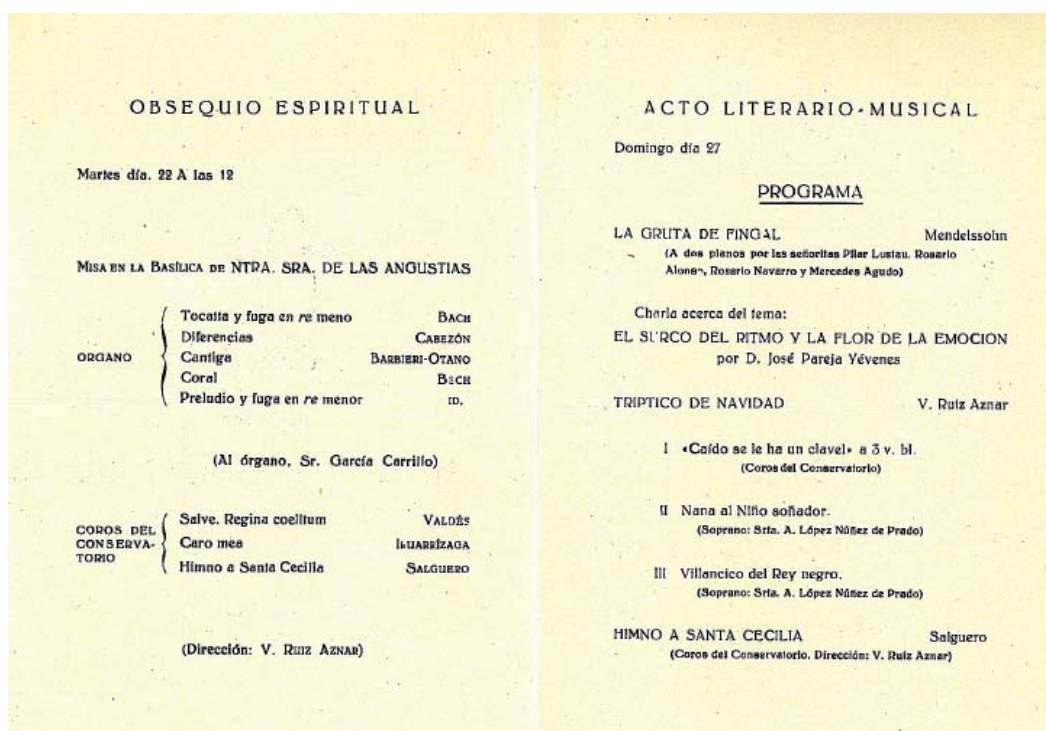 OBSEQUIO ESPIRITUAL
Martes día. 22 A las 12
MISA EN LA BASÍLICA DE NTRA. SRA. DE LAS ANGUSTIAS
ORGANO
Tocatta y fuga en re meno BACH
Diferencias CABEZÓN
Cantiga BARBIERI-OTANO
Coral BACH
Preludio y fuga en re menor ID.
(Al órgano, Sr. García Carrillo)
COROS DEL
CONSERVA-
TORIO
Salve. Regina coelitum VALDÉS
Caro mea ILUARRÍZAGA
Himno a Santa Cecilia SALGUERO
(Dirección: V. RUIZ AZNAR)
ACTO LITERARIO-MUSICAL
Domingo día 27
PROGRAMA
LA GRUTA DE FINGAL Mendelssohn
(A dos pianos por las señoritas Pilar Lustau. Rosario
Alonso, Rosario Navarro y Mercedes Agudo)
Charla acerca del tema:
EL SURCO DEL RITMO Y LA FLOR DE LA EMOCION
por D. José Pareja Yévenes
TRIPTICO DE NAVIDAD V. Ruiz Aznar
I «Caído se le ha un clavel» a 3 v. bl.
(Coros del Conservatorio)
II Nana al Niño soñador.
(Soprano: Srta. A. López Núñez de Prado)
III Villancico del Rey negro.
(Soprano: Srta. A. López Núñez de Prado)
HIMNO A SANTA CECILIA Salguero
(Coros del Conservatorio. Dirección: V. Ruiz Aznar)